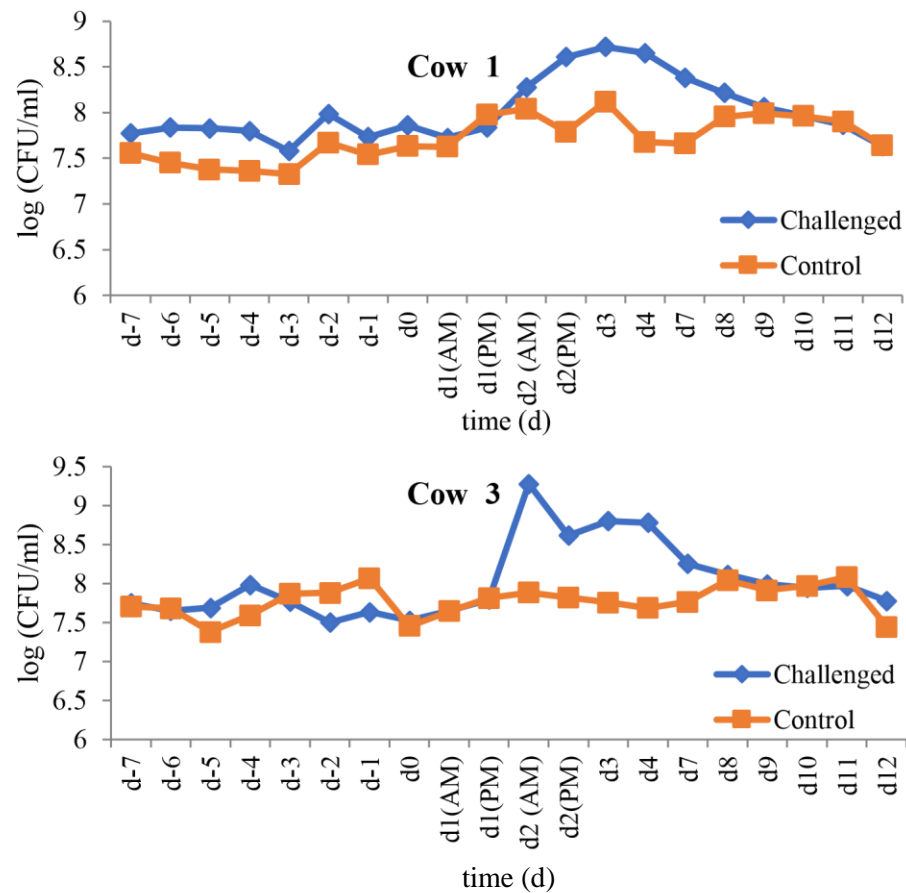 9
8.5
8
7.5
7
6.5
6
log (CFU/ml)
Cow 1
Challenged
Control
d-7
d-6
d-5
d-4
d-3
d-2
d-1
d0
d1(AM)
d1(PM)
d2 (AM)
d2(PM)
d3
d4
d7
d8
d9
d10
d11
d12
time (d)
9.5
9
8.5
8
7.5
7
6.5
6
log (CFU/ml)
Cow 3
Challenged
Control
d-7
d-6
d-5
d-4
d-3
d-2
d-1
d0
d1(AM)
d1(PM)
d2 (AM)
d2(PM)
d3
d4
d7
d8
d9
d10
d11
d12
time (d)